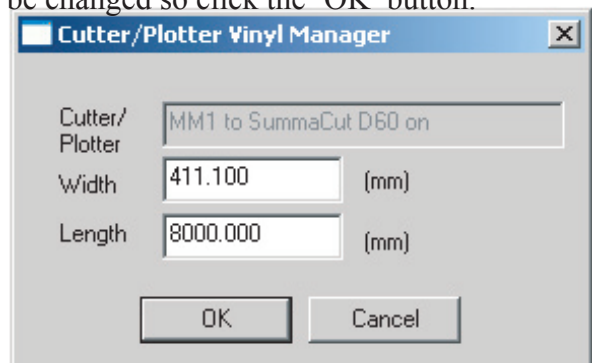 be changed so click the "OK" button.
Cutter/Plotter Vinyl Manager
Cutter/
Plotter
MM1 to SummaCut D60 on
Width
411.100
(mm)
Length
8000.000
(mm)
OK
Cancel